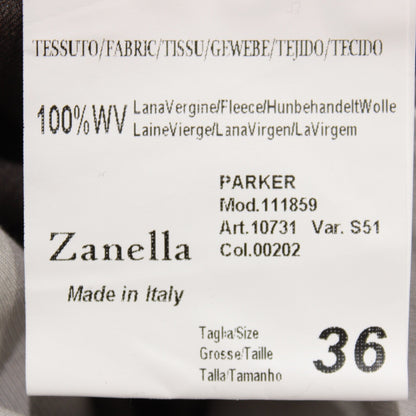 TESSUTO/FABRIC/TISSU/GEWEBE/TEJIDO/TECIDO
100%WV LanaVergine/Fleece/HunbehandeltWolle
LaineVierge/LanaVirgen/LaVirgem
PARKER
Mod.111859
Art.10731 Var. S51
Col.00202
Zanella
Made in Italy
Taglia/Size
Grosse/Taille
Talla/Tamanho
36